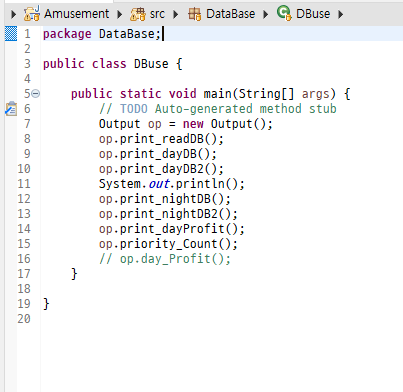 Amusement src DataBase DBuse
1 package DataBase;
2
3 public class DBuse {
4
5 public static void main(String[] args) {
6 // TODO Auto-generated method stub
7 Output op = new Output();
8 op.print_readDB();
9 op.print_dayDB();
10 op.print_dayDB2();
11 System.out.println();
12 op.print_nightDB();
13 op.print_nightDB2();
14 op.print_dayProfit();
15 op.priority_Count();
16 // op.day_Profit();
17 }
18
19 }
20